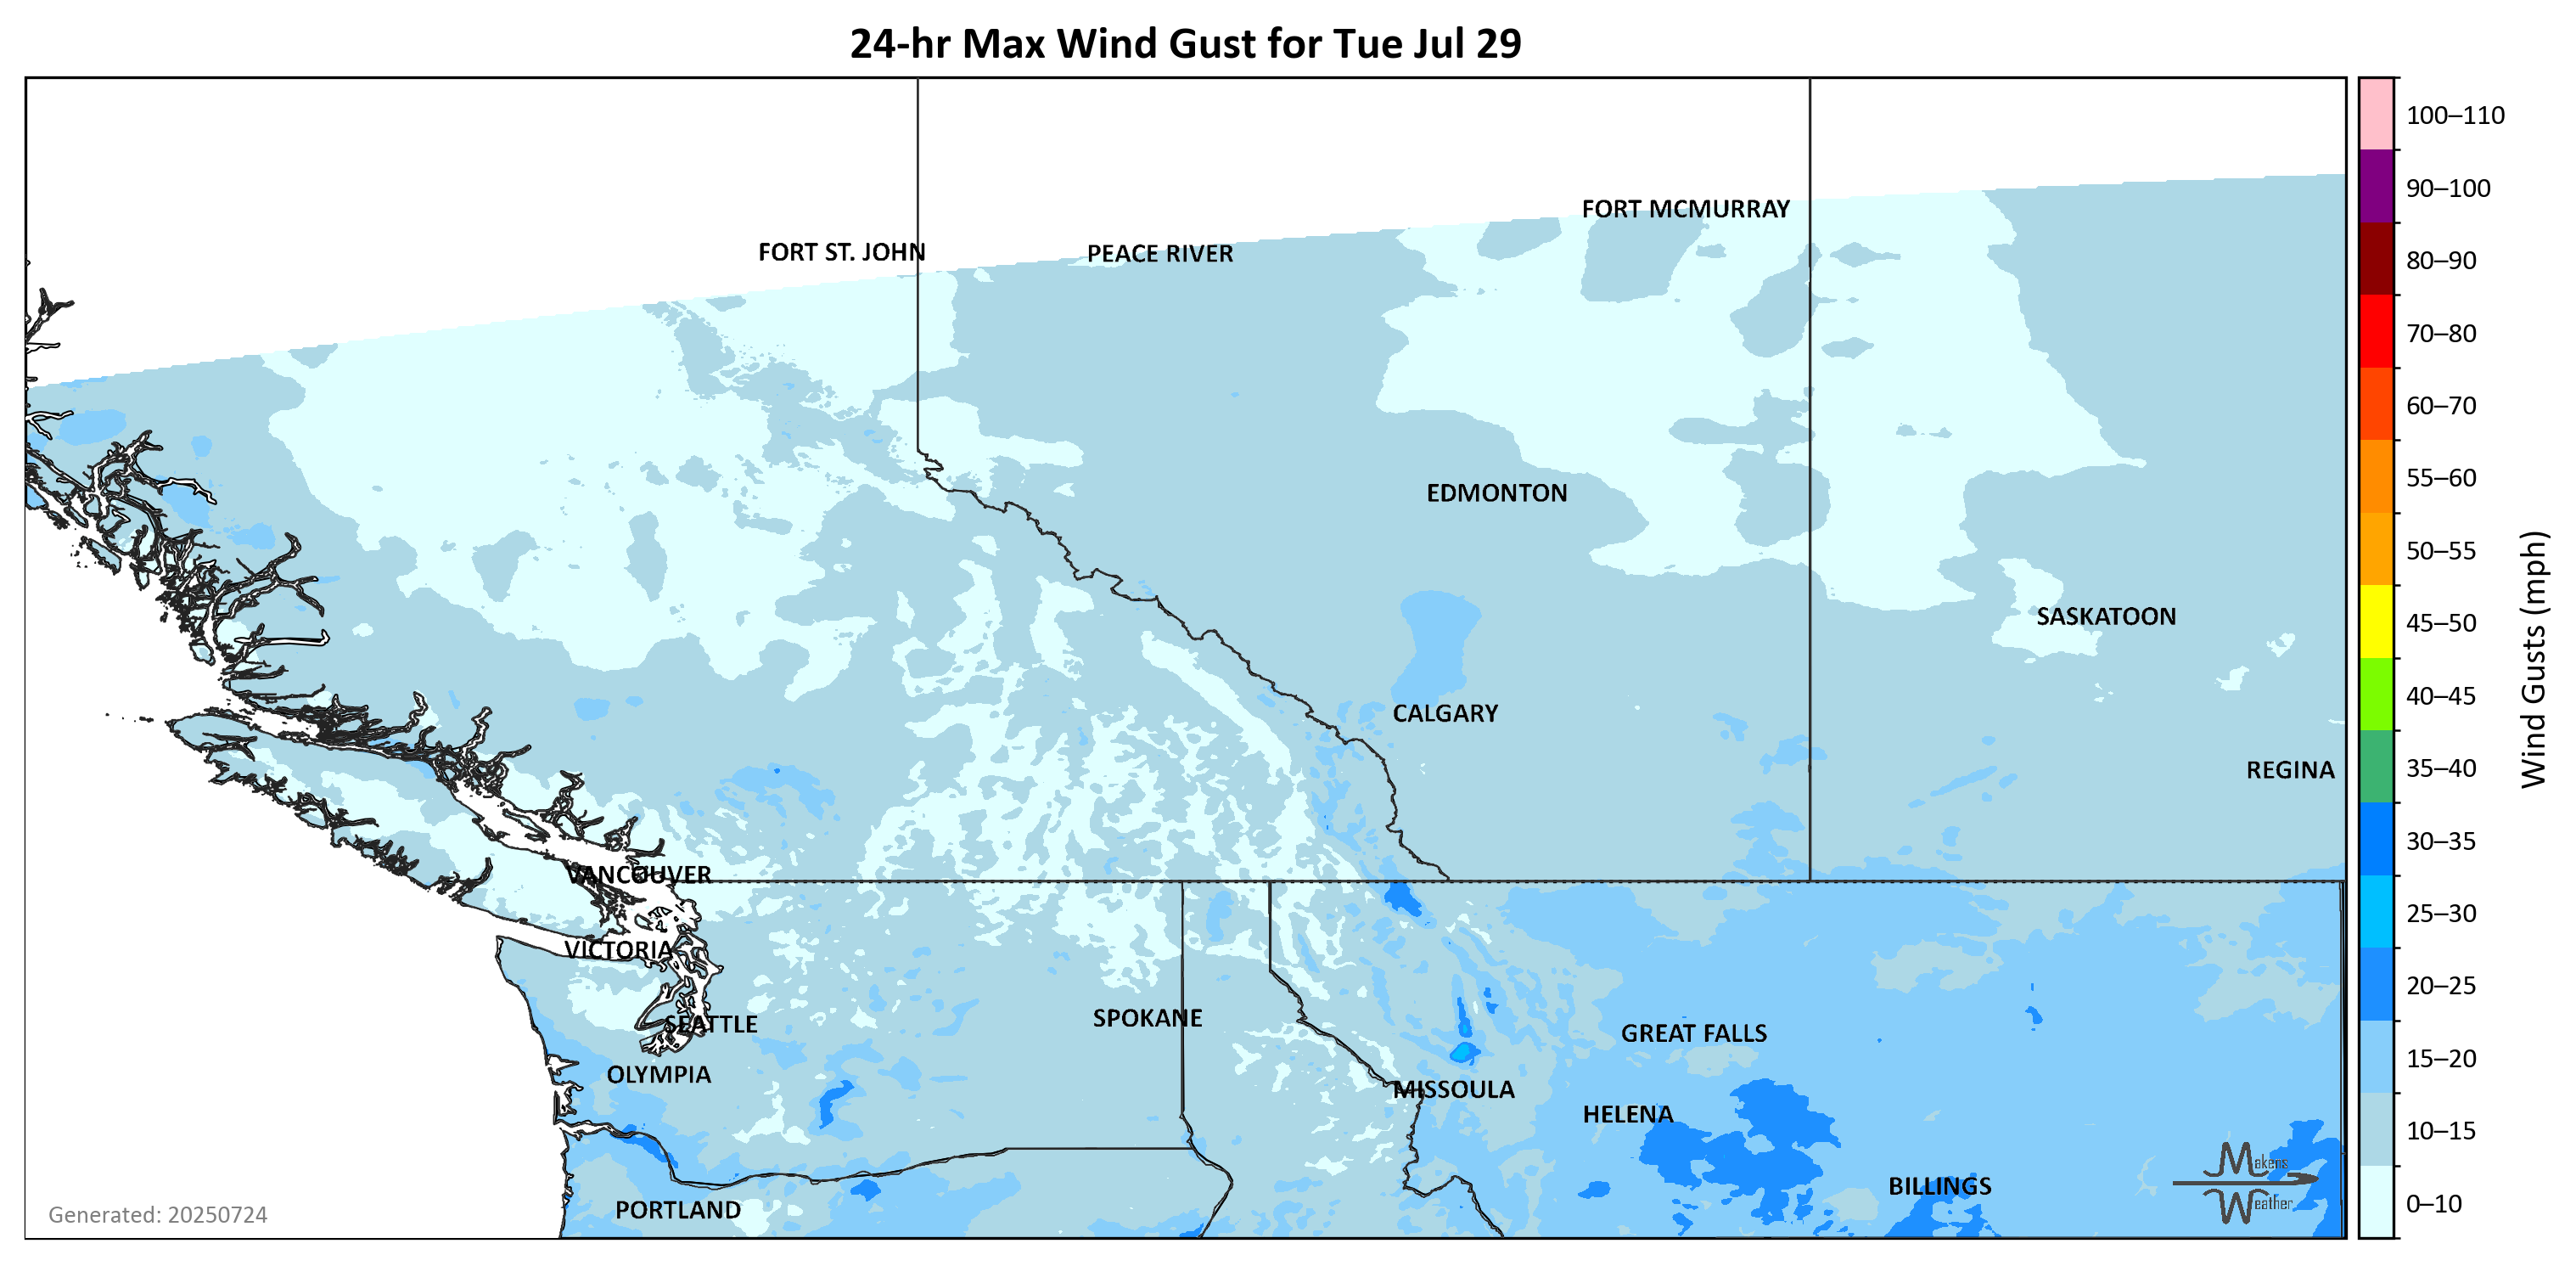 24-hr Max Wind Gust for Tue Jul 29
100–110
90–100
80–90
70–80
60–70
55–60
50–55
45–50
40–45
35–40
30–35
25–30
20–25
15–20
10–15
0–10
Wind Gusts (mph)
FORT MCMURRAY
FORT ST. JOHN
PEACE RIVER
EDMONTON
SASKATOON
CALGARY
REGINA
VANCOUVER
VICTORIA
SPOKANE
SEATTLE
GREAT FALLS
OLYMPIA
MISSOULA
HELENA
BILLINGS
PORTLAND
Makens
Weather
Generated: 20250724